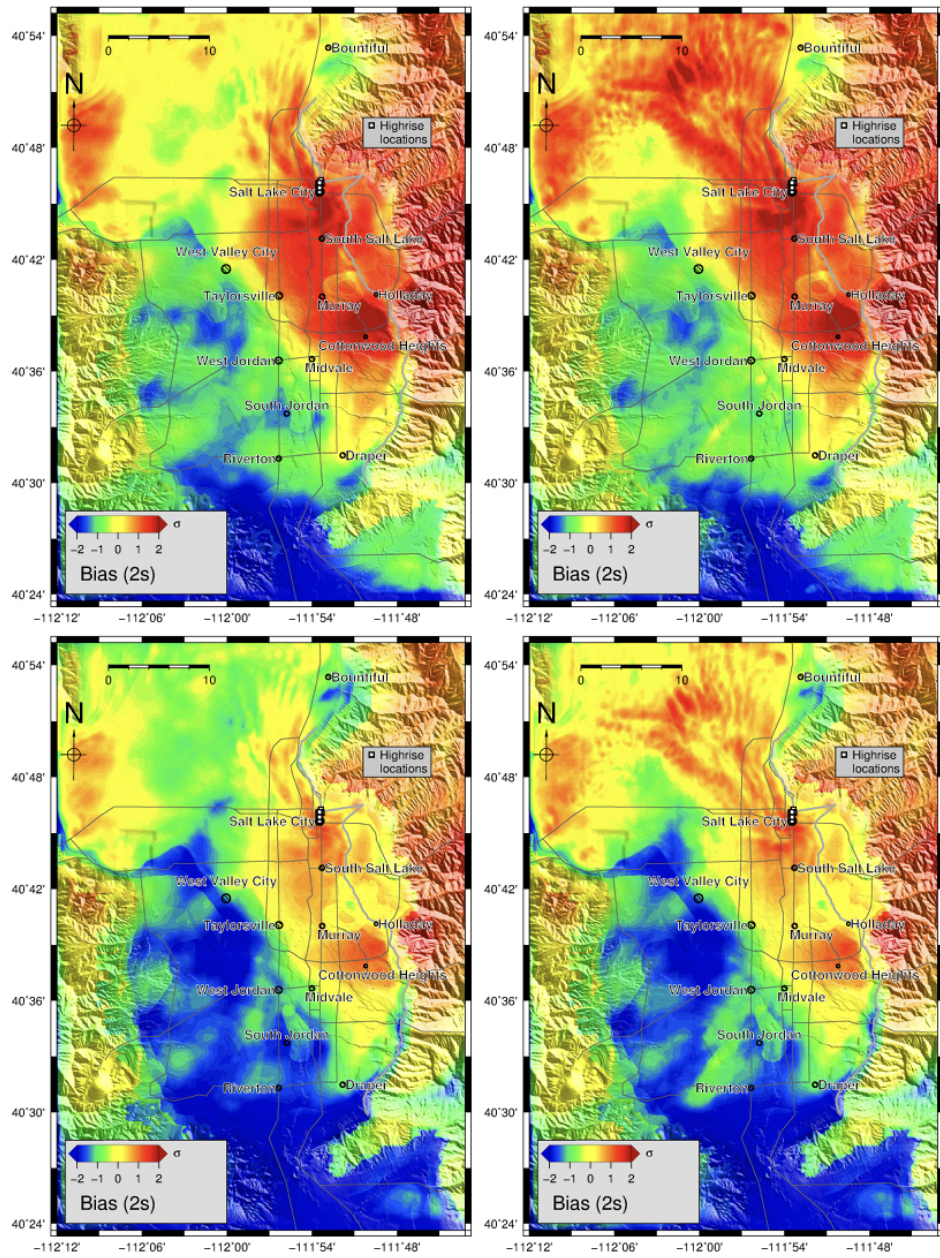 40˚54'
40˚48'
40˚42'
40˚36'
40˚30'
40˚24'
0 10
N
Bountiful
Highrise
locations
Salt Lake City
South Salt Lake
West Valley City
Taylorsville
Murray
Holladay
Cottonwood Heights
West Jordan
Midvale
South Jordan
Riverton
Draper
−2 −1 0 1 2 σ
Bias (2s)
0 10
N
Bountiful
Highrise
locations
Salt Lake City
South Salt Lake
West Valley City
Taylorsville
Murray
Holladay
Cottonwood Heights
West Jordan
Midvale
South Jordan
Riverton
Draper
−2 −1 0 1 2 σ
Bias (2s)
−112˚12' −112˚06' −112˚00' −111˚54' −111˚48'
−112˚12' −112˚06' −112˚00' −111˚54' −111˚48'
40˚54'
40˚48'
40˚42'
40˚36'
40˚30'
40˚24'
0 10
N
Bountiful
Highrise
locations
Salt Lake City
South Salt Lake
West Valley City
Taylorsville
Murray
Holladay
Cottonwood Heights
West Jordan
Midvale
South Jordan
Riverton
Draper
−2 −1 0 1 2 σ
Bias (2s)
0 10
N
Bountiful
Highrise
locations
Salt Lake City
South Salt Lake
West Valley City
Taylorsville
Murray
Holladay
Cottonwood Heights
West Jordan
Midvale
South Jordan
Riverton
Draper
−2 −1 0 1 2 σ
Bias (2s)
−112˚12' −112˚06' −112˚00' −111˚54' −111˚48'
−112˚12' −112˚06' −112˚00' −111˚54' −111˚48'